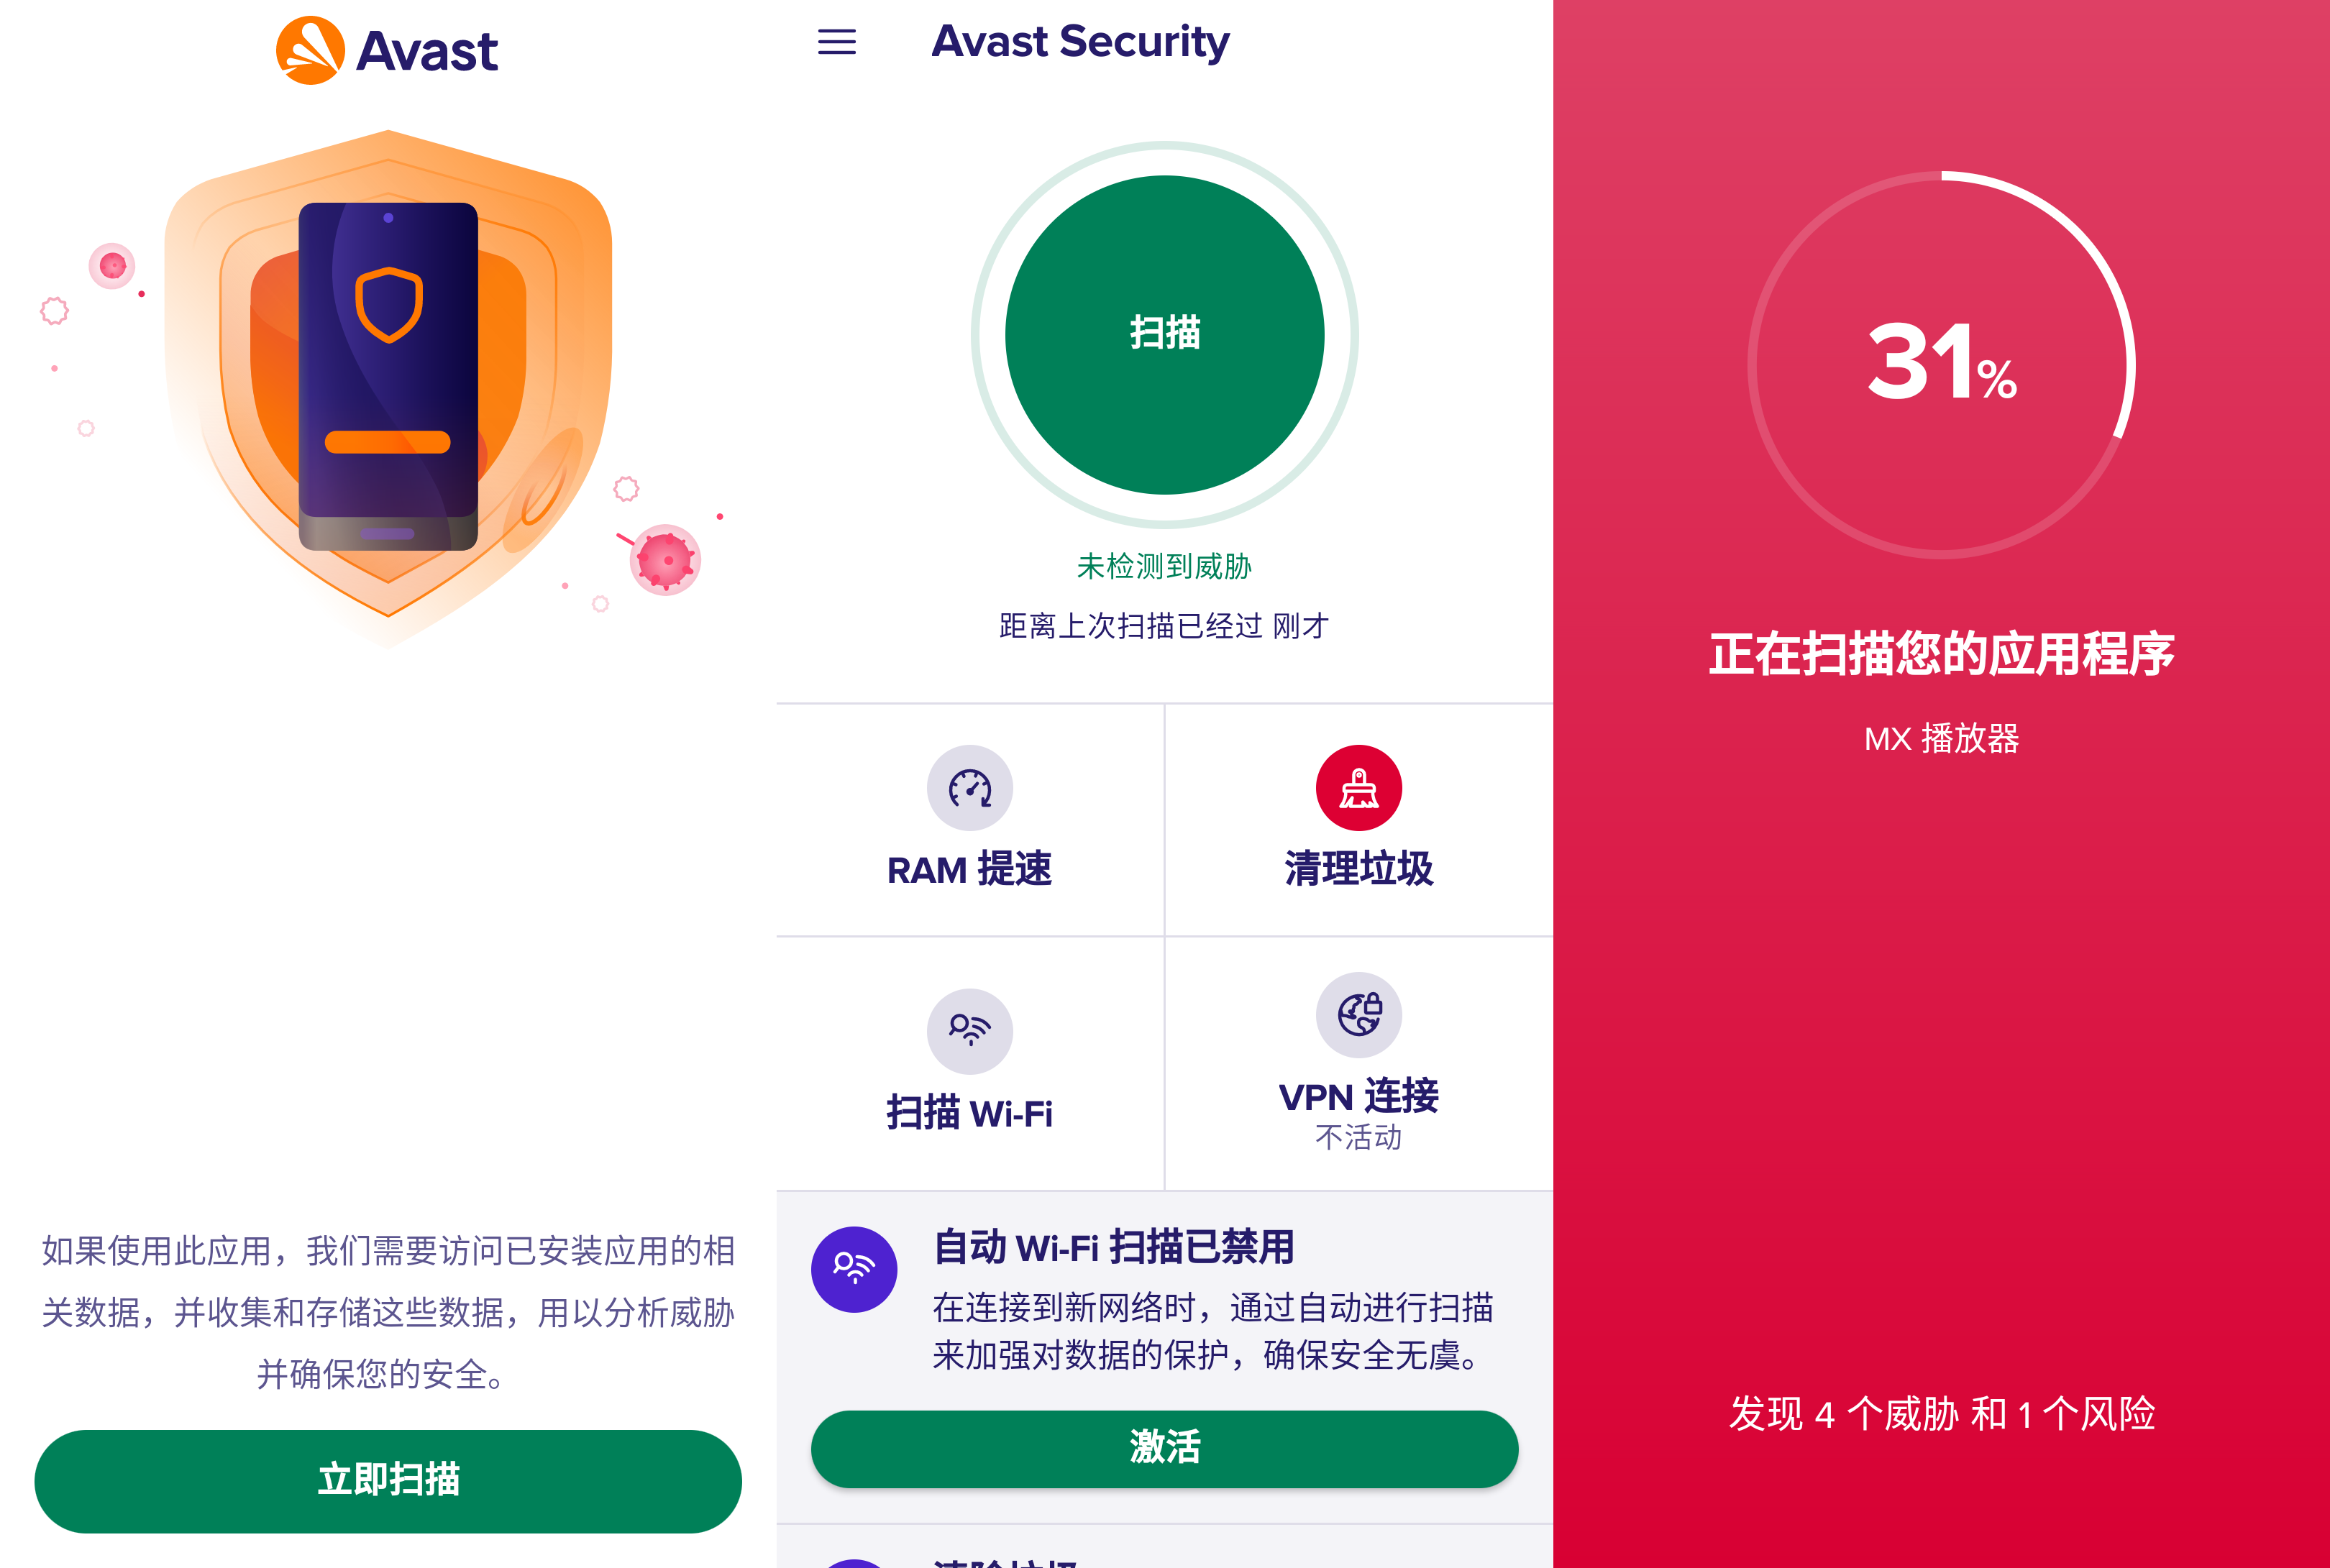 Avast
如果使用此应用，我们需要访问已安装应用的相
关数据，并收集和存储这些数据，用以分析威胁
并确保您的安全。
立即扫描
Avast Security
扫描
未检测到威胁
距离上次扫描已经过 刚才
RAM 提速
清理垃圾
扫描 Wi-Fi
VPN 连接
不活动
自动 Wi-Fi 扫描已禁用
在连接到新网络时，通过自动进行扫描
来加强对数据的保护，确保安全无虞。
激活
31%
正在扫描您的应用程序
MX 播放器
发现 4 个威胁 和 1 个风险